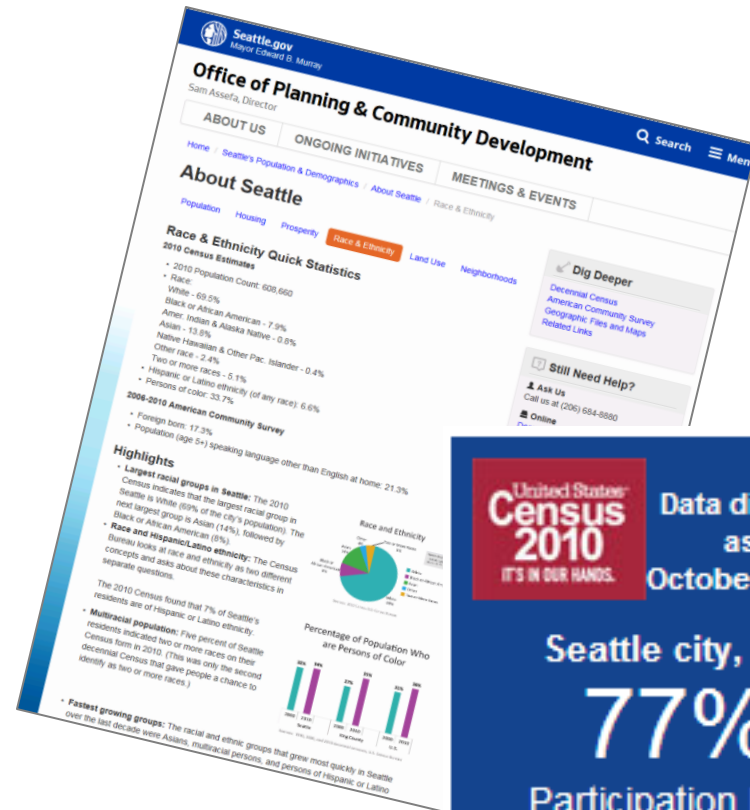 Seattle.gov
Mayor Edward B. Murray
Office of Planning & Community Development
Sam Assefa, Director
Search
Men
ABOUT US
ONGOING INITIATIVES
MEETINGS & EVENTS
Home / Seattle's Population & Demographics / About Seattle / Race & Ethnicity
About Seattle
Population
Housing
Prosperity
Race & Ethnicity
Land Use
Neighborhoods
Race & Ethnicity Quick Statistics
2010 Census Estimates
• 2010 Population Count: 608,660
• Race:
White - 69.5%
Black or African American - 7.9%
Amer. Indian & Alaska Native - 0.8%
Asian - 13.8%
Native Hawaiian & Other Pac. Islander - 0.4%
Other race - 2.4%
Two or more races - 5.1%
• Hispanic or Latino ethnicity (of any race): 6.6%
• Persons of color: 33.7%
2006-2010 American Community Survey
• Foreign born: 17.3%
• Population (age 5+) speaking language other than English at home: 21.3%
Highlights
• Largest racial groups in Seattle: The 2010
Census indicates that the largest racial group in
Seattle is White (69% of the city's population). The
next largest group is Asian (14%), followed by
Black or African American (8%).
• Race and Hispanic/Latino ethnicity: The Census
Bureau looks at race and ethnicity as two different
concepts and asks about these characteristics in
separate questions.
The 2010 Census found that 7% of Seattle's
residents are of Hispanic or Latino ethnicity.
• Multiracial population: Five percent of Seattle
residents indicated two or more races on their
Census form in 2010. (This was only the second
decennial Census that gave people a chance to
identify as two or more races.)
• Fastest growing groups: The racial and ethnic groups that grew most quickly in Seattle
over the last decade were Asians, multiracial persons, and persons of Hispanic or Latino
Race and Ethnicity
Percentage of Population Who
are Persons of Color
2000 2010 2000 2010 2000 2010
Seattle
King County
U.S.
Dig Deeper
Decennial Census
American Community Survey
Geographic Files and Maps
Related Links
Still Need Help?
Ask Us
Call us at (206) 684-8880
Online
United States
Census
2010
IT'S IN OUR HANDS.
Data di
as
Octobe
Seattle city,
77%
Participation